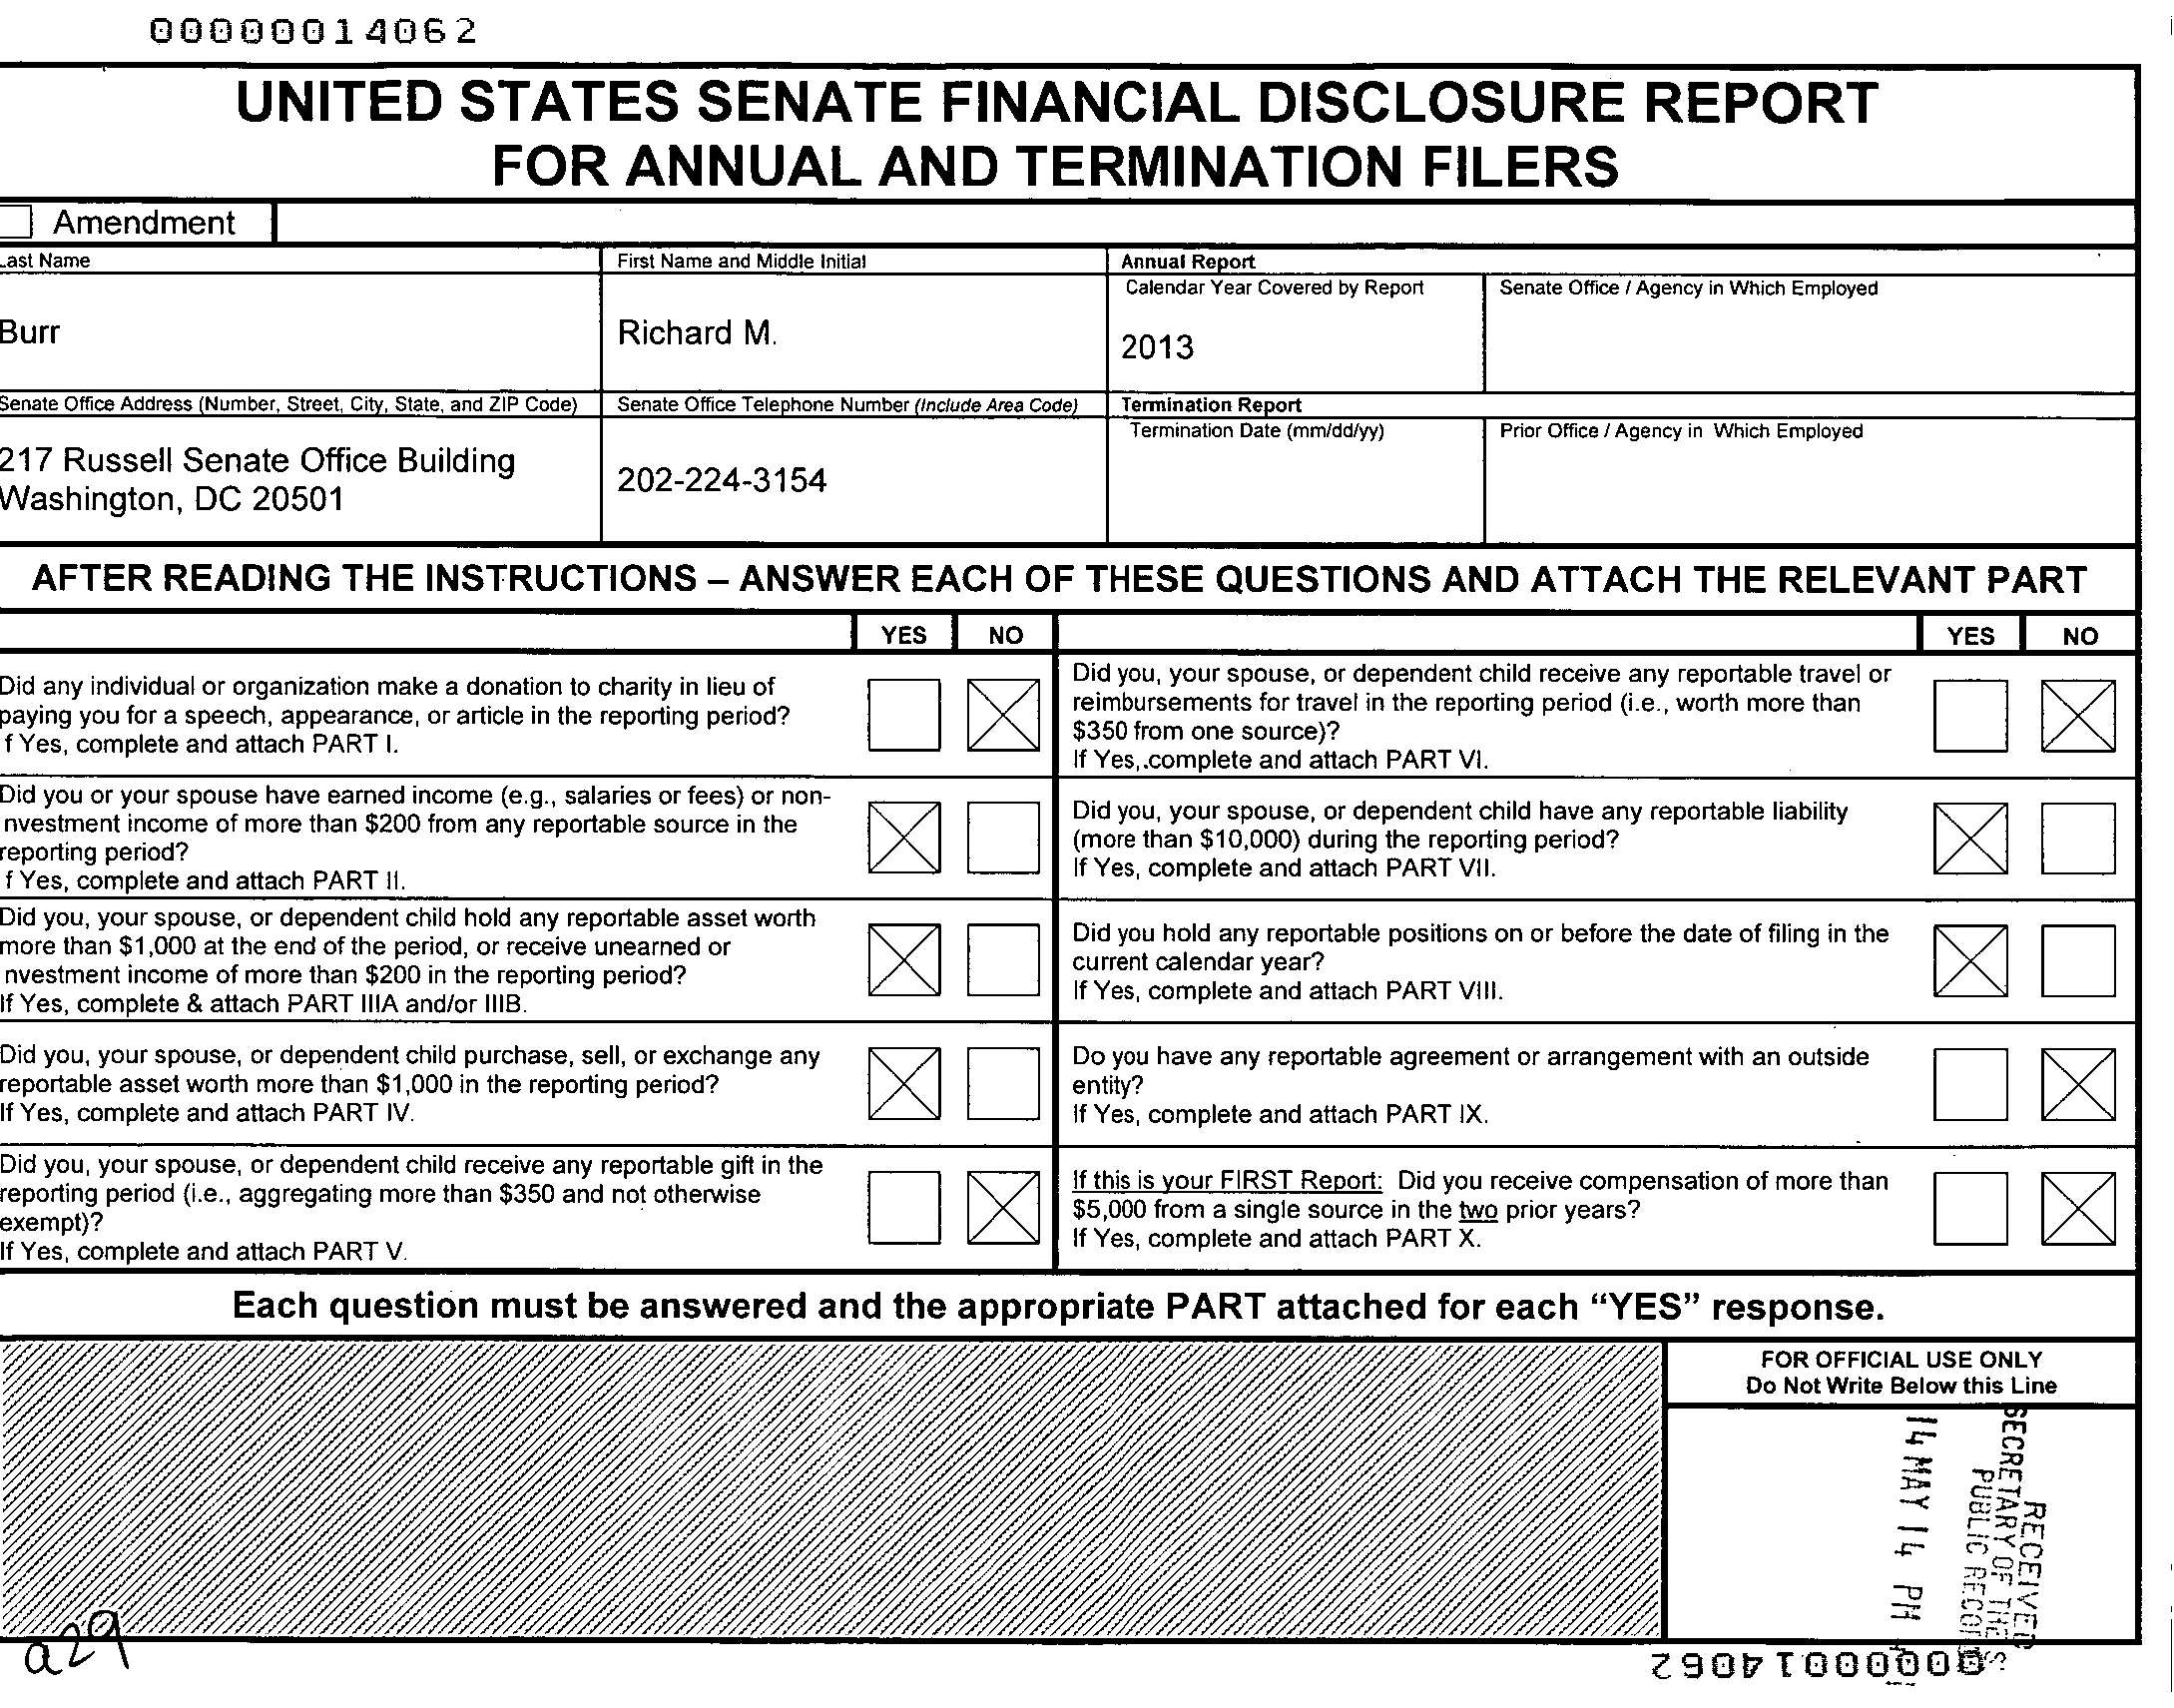 00000014062
UNITED STATES SENATE FINANCIAL DISCLOSURE REPORT
FOR ANNUAL AND TERMINATION FILERS
Amendment
Last Name
First Name and Middle Initial
Annual Report
Calendar Year Covered by Report
Senate Office / Agency in Which Employed
Burr
Richard M.
2013
Senate Office Address (Number, Street, City, State, and ZIP Code)
Senate Office Telephone Number (Include Area Code)
Termination Report
Termination Date (mm/dd/yy)
Prior Office / Agency in Which Employed
217 Russell Senate Office Building
Washington, DC 20501
202-224-3154
AFTER READING THE INSTRUCTIONS – ANSWER EACH OF THESE QUESTIONS AND ATTACH THE RELEVANT PART
YES NO
Did any individual or organization make a donation to charity in lieu of
paying you for a speech, appearance, or article in the reporting period?
f Yes, complete and attach PART I.
Did you or your spouse have earned income (e.g., salaries or fees) or non-
nvestment income of more than $200 from any reportable source in the
reporting period?
f Yes, complete and attach PART II.
Did you, your spouse, or dependent child hold any reportable asset worth
more than $1,000 at the end of the period, or receive unearned or
nvestment income of more than $200 in the reporting period?
If Yes, complete & attach PART IIIA and/or IIIB.
Did you, your spouse, or dependent child purchase, sell, or exchange any
reportable asset worth more than $1,000 in the reporting period?
If Yes, complete and attach PART IV.
Did you, your spouse, or dependent child receive any reportable gift in the
reporting period (i.e., aggregating more than $350 and not otherwise
exempt)?
If Yes, complete and attach PART V.
YES NO
Did you, your spouse, or dependent child receive any reportable travel or
reimbursements for travel in the reporting period (i.e., worth more than
$350 from one source)?
If Yes, complete and attach PART VI.
Did you, your spouse, or dependent child have any reportable liability
(more than $10,000) during the reporting period?
If Yes, complete and attach PART VII.
Did you hold any reportable positions on or before the date of filing in the
current calendar year?
If Yes, complete and attach PART VIII.
Do you have any reportable agreement or arrangement with an outside
entity?
If Yes, complete and attach PART IX.
If this is your FIRST Report: Did you receive compensation of more than
$5,000 from a single source in the two prior years?
If Yes, complete and attach PART X.
Each question must be answered and the appropriate PART attached for each “YES” response.
FOR OFFICIAL USE ONLY
Do Not Write Below this Line
RECEIVED
SECRETARY OF THE
PUBLIC
14 MAY 14 PM
a29
00000014062